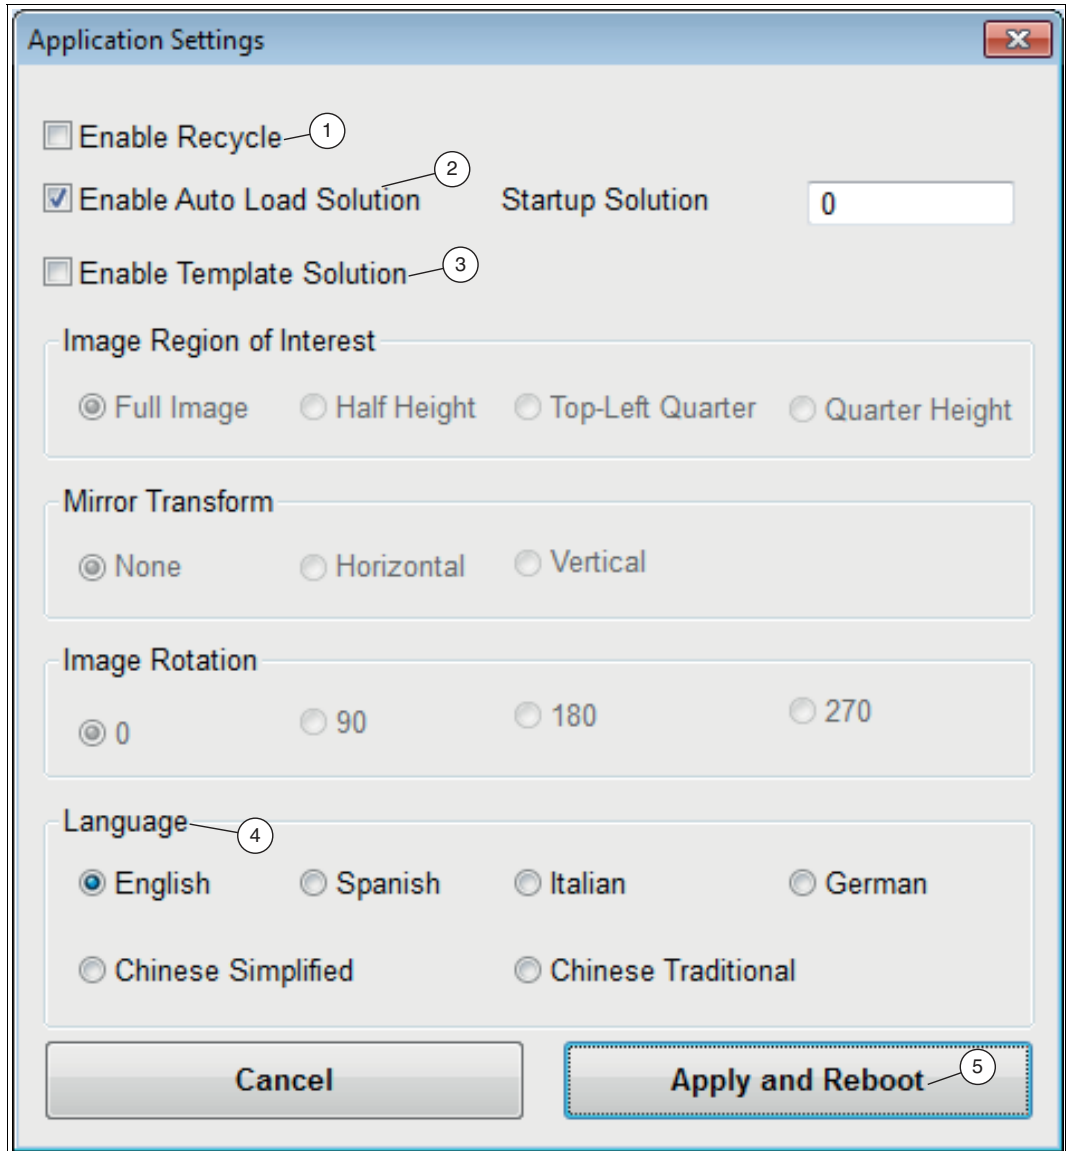 Application Settings
Enable Recycle 1
2
Enable Auto Load Solution Startup Solution 0
Enable Template Solution 3
Image Region of Interest
Full Image Half Height Top-Left Quarter Quarter Height
Mirror Transform
None Horizontal Vertical
Image Rotation
0 90 180 270
Language 4
English Spanish Italian German
Chinese Simplified Chinese Traditional
Cancel Apply and Reboot 5